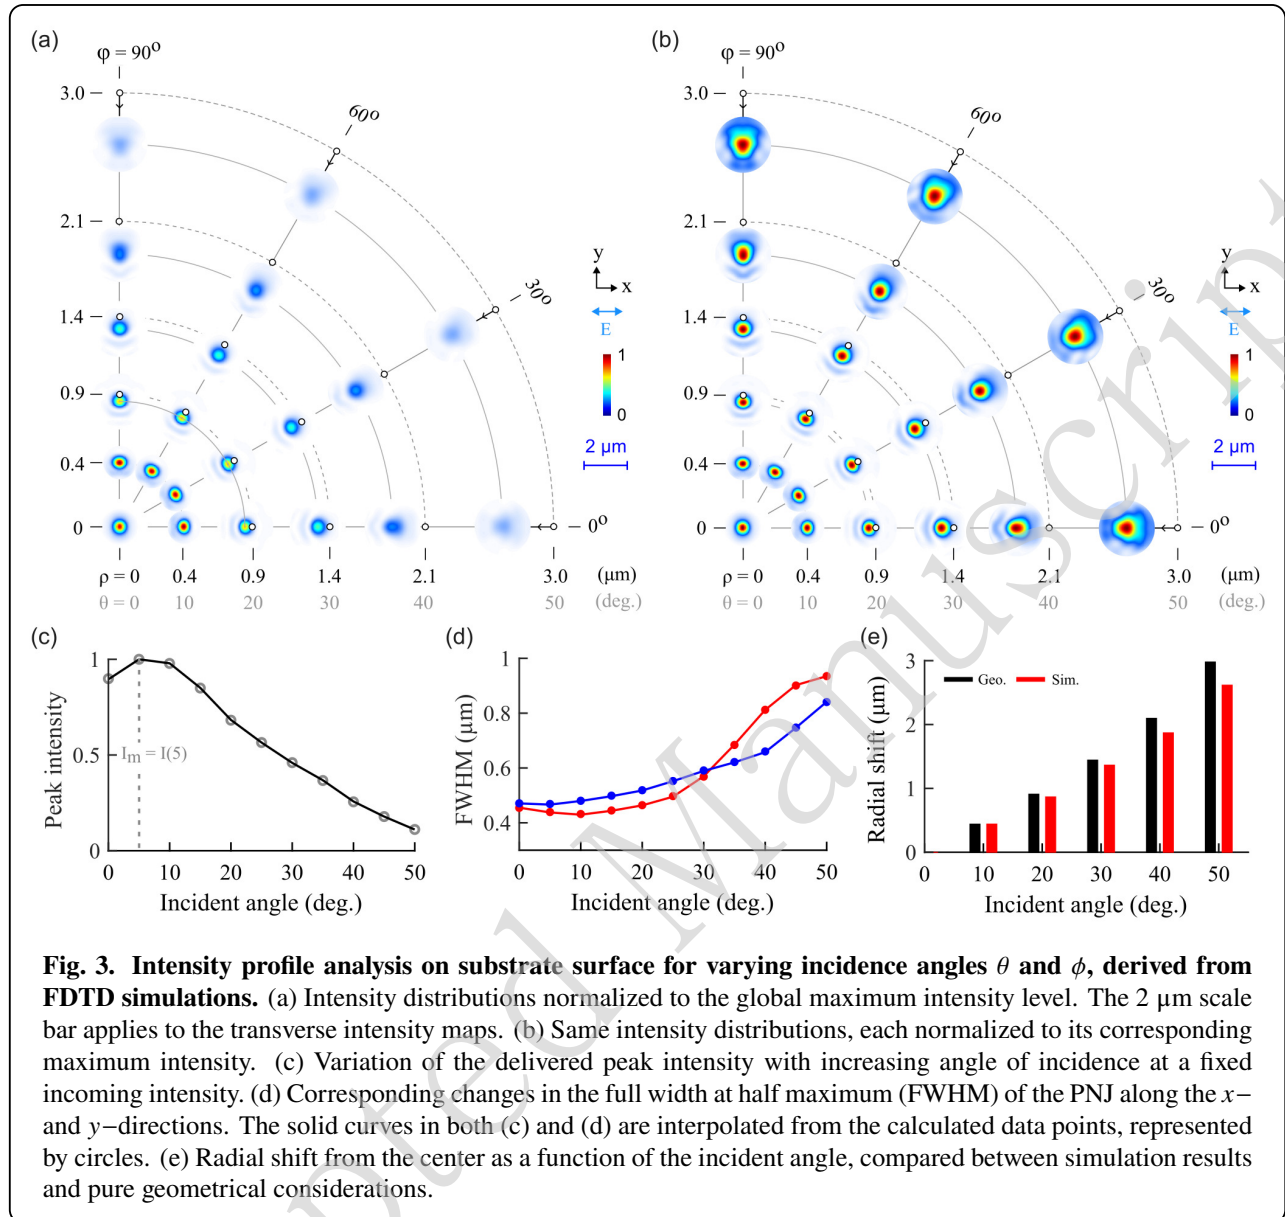 (a)
φ = 90°
3.0
2.1
1.4
0.9
0.4
0
60°
30°
0°
y
x
E
1
0
2 μm
ρ = 0 0.4 0.9 1.4 2.1 3.0 (μm)
θ = 0 10 20 30 40 50 (deg.)
(b)
φ = 90°
3.0
2.1
1.4
0.9
0.4
0
60°
30°
0°
y
x
E
1
0
2 μm
ρ = 0 0.4 0.9 1.4 2.1 3.0 (μm)
θ = 0 10 20 30 40 50 (deg.)
(c)
Peak intensity
1
0.5
0
Im = I(5)
0 10 20 30 40 50
Incident angle (deg.)
(d)
FWHM (μm)
1
0.8
0.6
0.4
0 10 20 30 40 50
Incident angle (deg.)
(e)
Radial shift (μm)
3
2
1
0
Geo. Sim.
0 10 20 30 40 50
Incident angle (deg.)
Fig. 3. Intensity profile analysis on substrate surface for varying incidence angles θ and ϕ, derived from
FDTD simulations. (a) Intensity distributions normalized to the global maximum intensity level. The 2 μm scale
bar applies to the transverse intensity maps. (b) Same intensity distributions, each normalized to its corresponding
maximum intensity. (c) Variation of the delivered peak intensity with increasing angle of incidence at a fixed
incoming intensity. (d) Corresponding changes in the full width at half maximum (FWHM) of the PNJ along the x−
and y−directions. The solid curves in both (c) and (d) are interpolated from the calculated data points, represented
by circles. (e) Radial shift from the center as a function of the incident angle, compared between simulation results
and pure geometrical considerations.
pted Manuscript